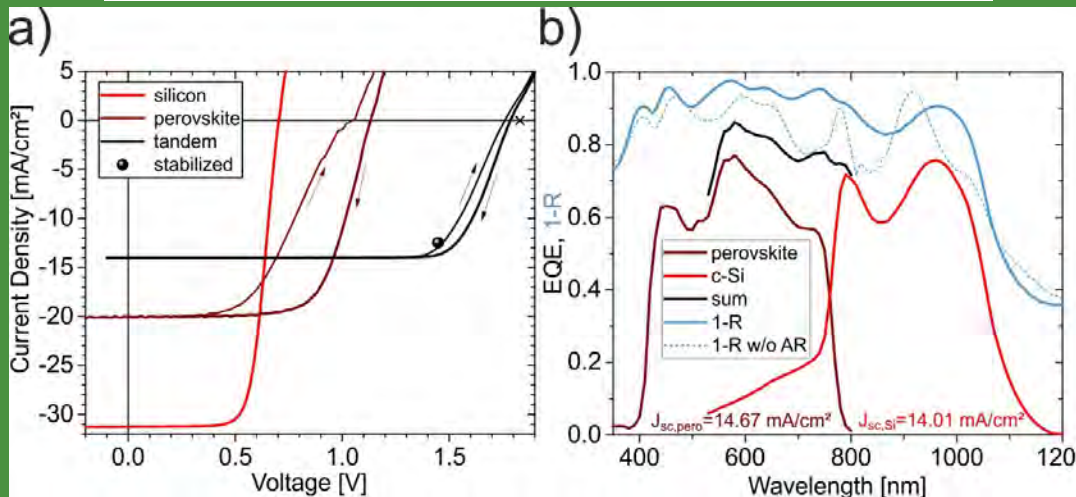 a)
5
0
-5
-10
-15
-20
-25
-30
0.0 0.5 1.0 1.5
Current Density [mA/cm²]
Voltage [V]
silicon
perovskite
tandem
stabilized
b)
1.0
0.8
0.6
0.4
0.2
0.0
400 600 800 1000 120
EQE, 1-R
Wavelength [nm]
perovskite
c-Si
sum
1-R
1-R w/o AR
J_sc,pero=14.67 mA/cm²
J_sc,Si=14.01 mA/cm²